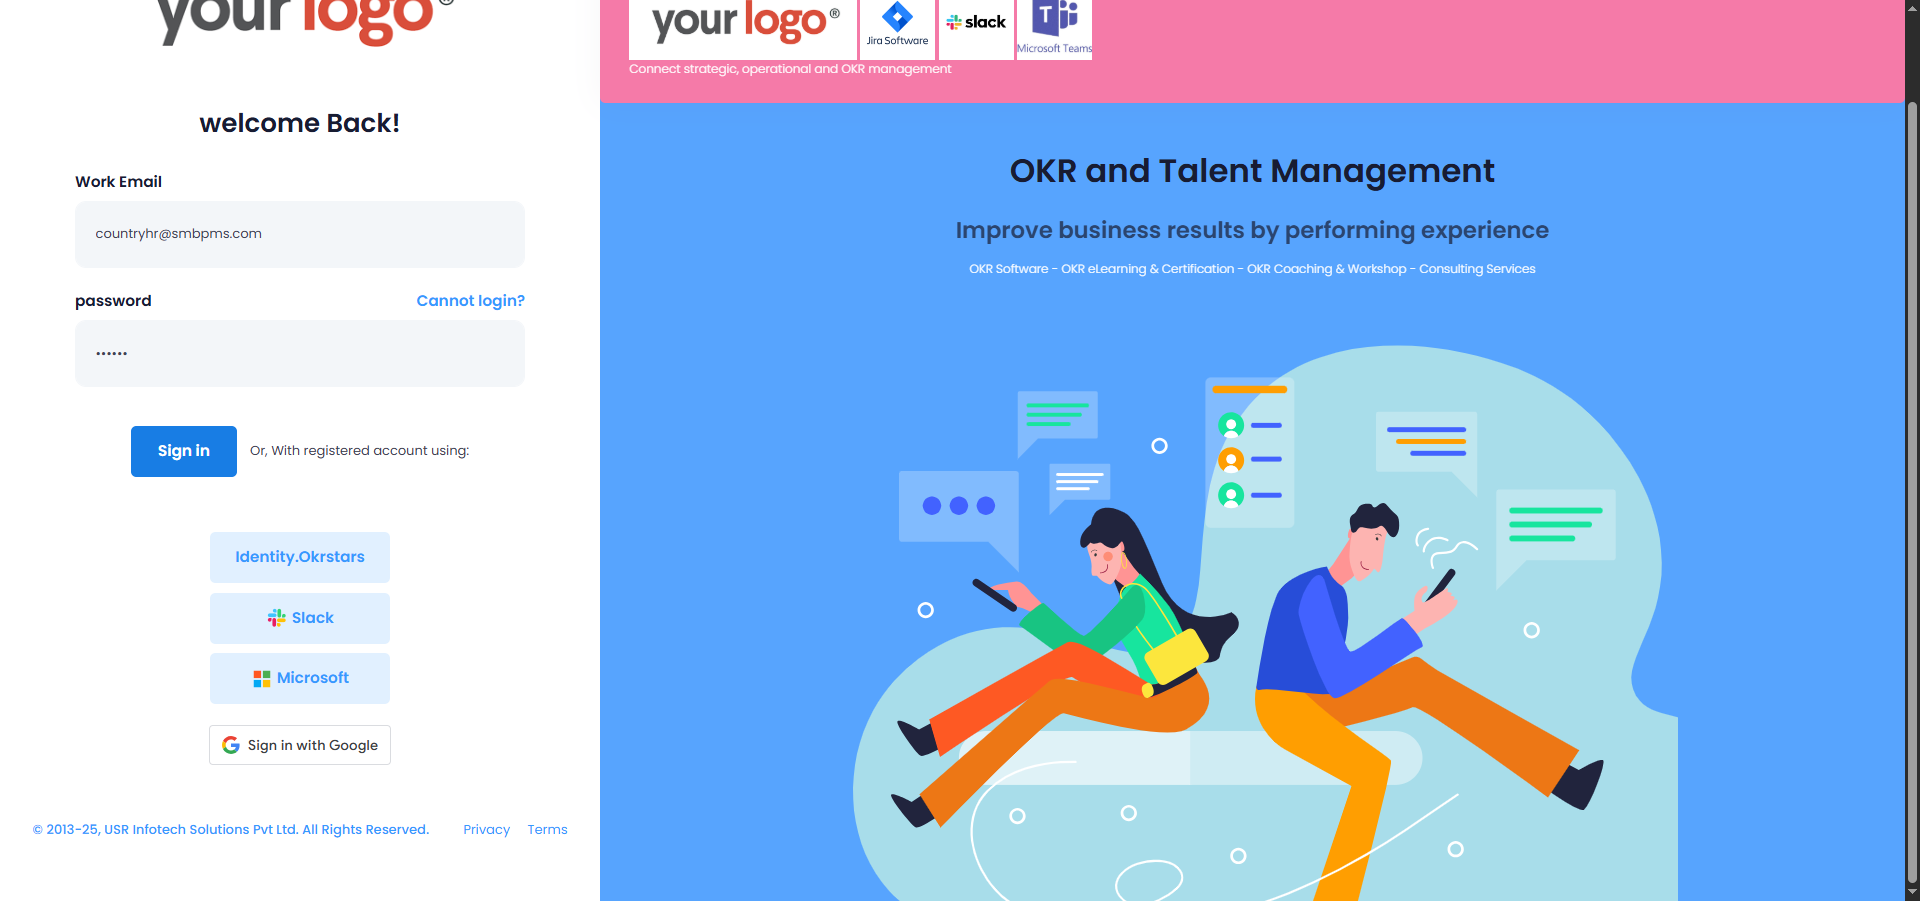 your logo ®
welcome Back!
Work Email
countryhr@smbpms.com
password
Cannot login?
••••••
Sign in
Or, With registered account using:
Identity.Okrstars
Slack
Microsoft
Sign in with Google
© 2013-25, USR Infotech Solutions Pvt Ltd. All Rights Reserved.
Privacy
Terms
your logo ®
Jira Software
slack
T
Microsoft Teams
Connect strategic, operational and OKR management
OKR and Talent Management
Improve business results by performing experience
OKR Software - OKR eLearning & Certification - OKR Coaching & Workshop - Consulting Services